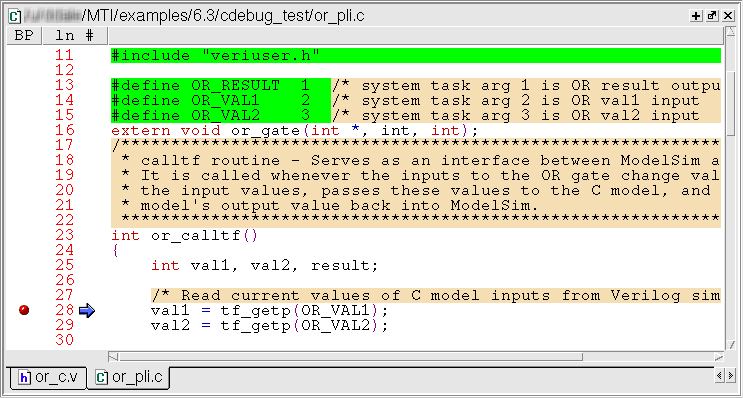 /MTI/examples/6.3/cdebug_test/or_pli.c
BP ln #
11 #include "veriuser.h"
12
13 #define OR_RESULT 1 /* system task arg 1 is OR result outpu
14 #define OR_VAL1 2 /* system task arg 2 is OR val1 input
15 #define OR_VAL2 3 /* system task arg 3 is OR val2 input
16 extern void or_gate(int *, int, int);
17 /*************************************************************
18 * calltf routine - Serves as an interface between ModelSim a
19 * It is called whenever the inputs to the OR gate change val
20 * the input values, passes these values to the C model, and
21 * model's output value back into ModelSim.
22 *************************************************************
23 int or_calltf()
24 {
25 int val1, val2, result;
26
27 /* Read current values of C model inputs from Verilog sim
28 val1 = tf_getp(OR_VAL1);
29 val2 = tf_getp(OR_VAL2);
30
h or_c.v C or_pli.c